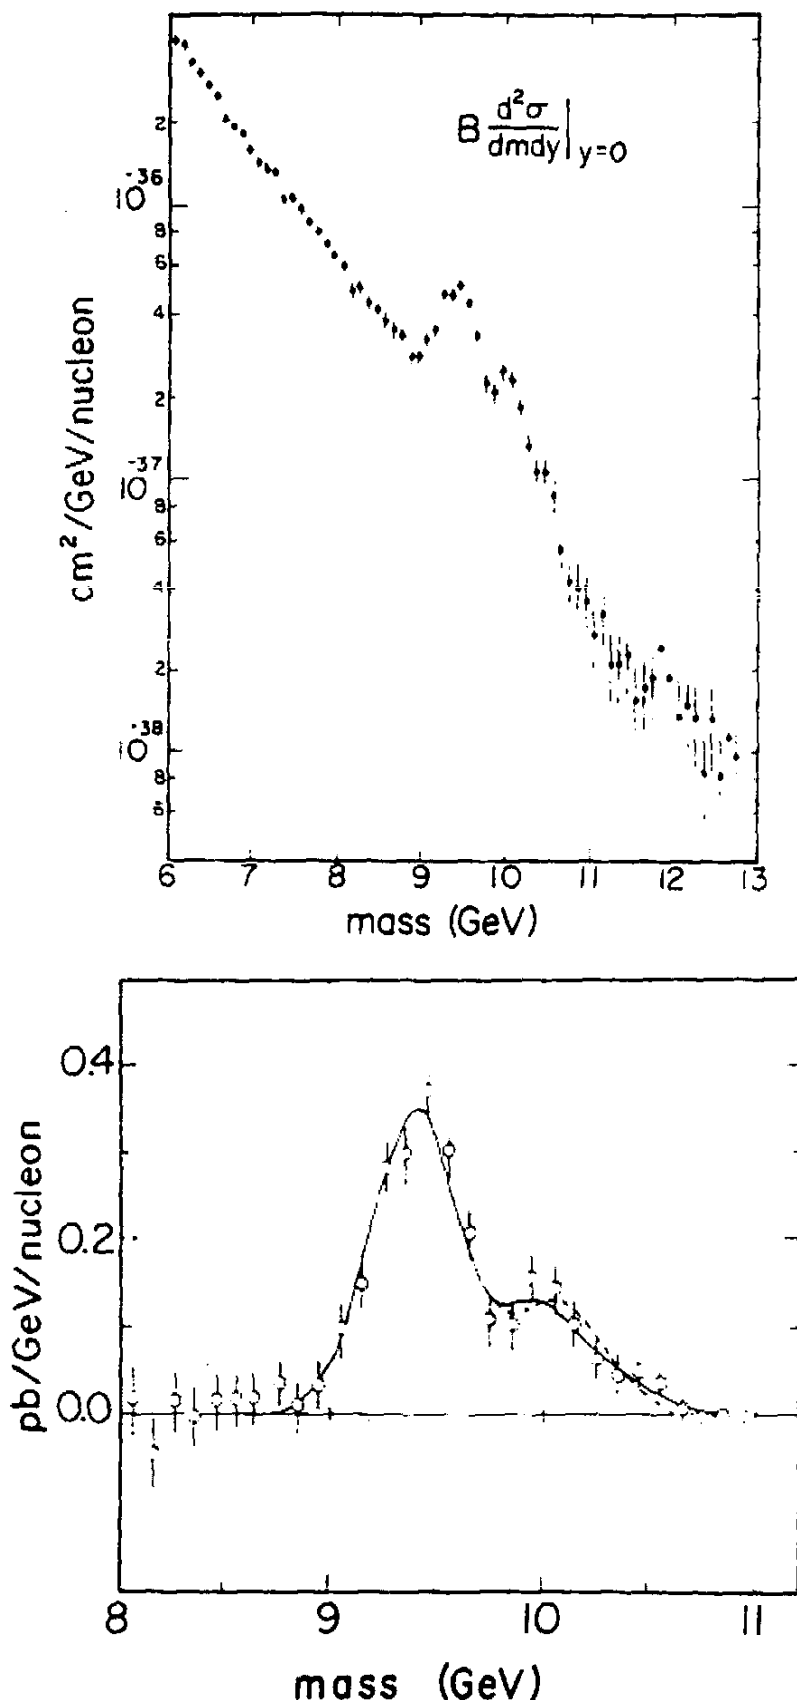 B d²σ/dmdy |y=0
cm²/GeV/nucleon
2
10⁻³⁶
8
6
4
2
10⁻³⁷
8
6
4
2
10⁻³⁸
8
6
6 7 8 9 10 11 12 13
mass (GeV)
pb/GeV/nucleon
0.4
0.2
0.0
8 9 10 11
mass (GeV)